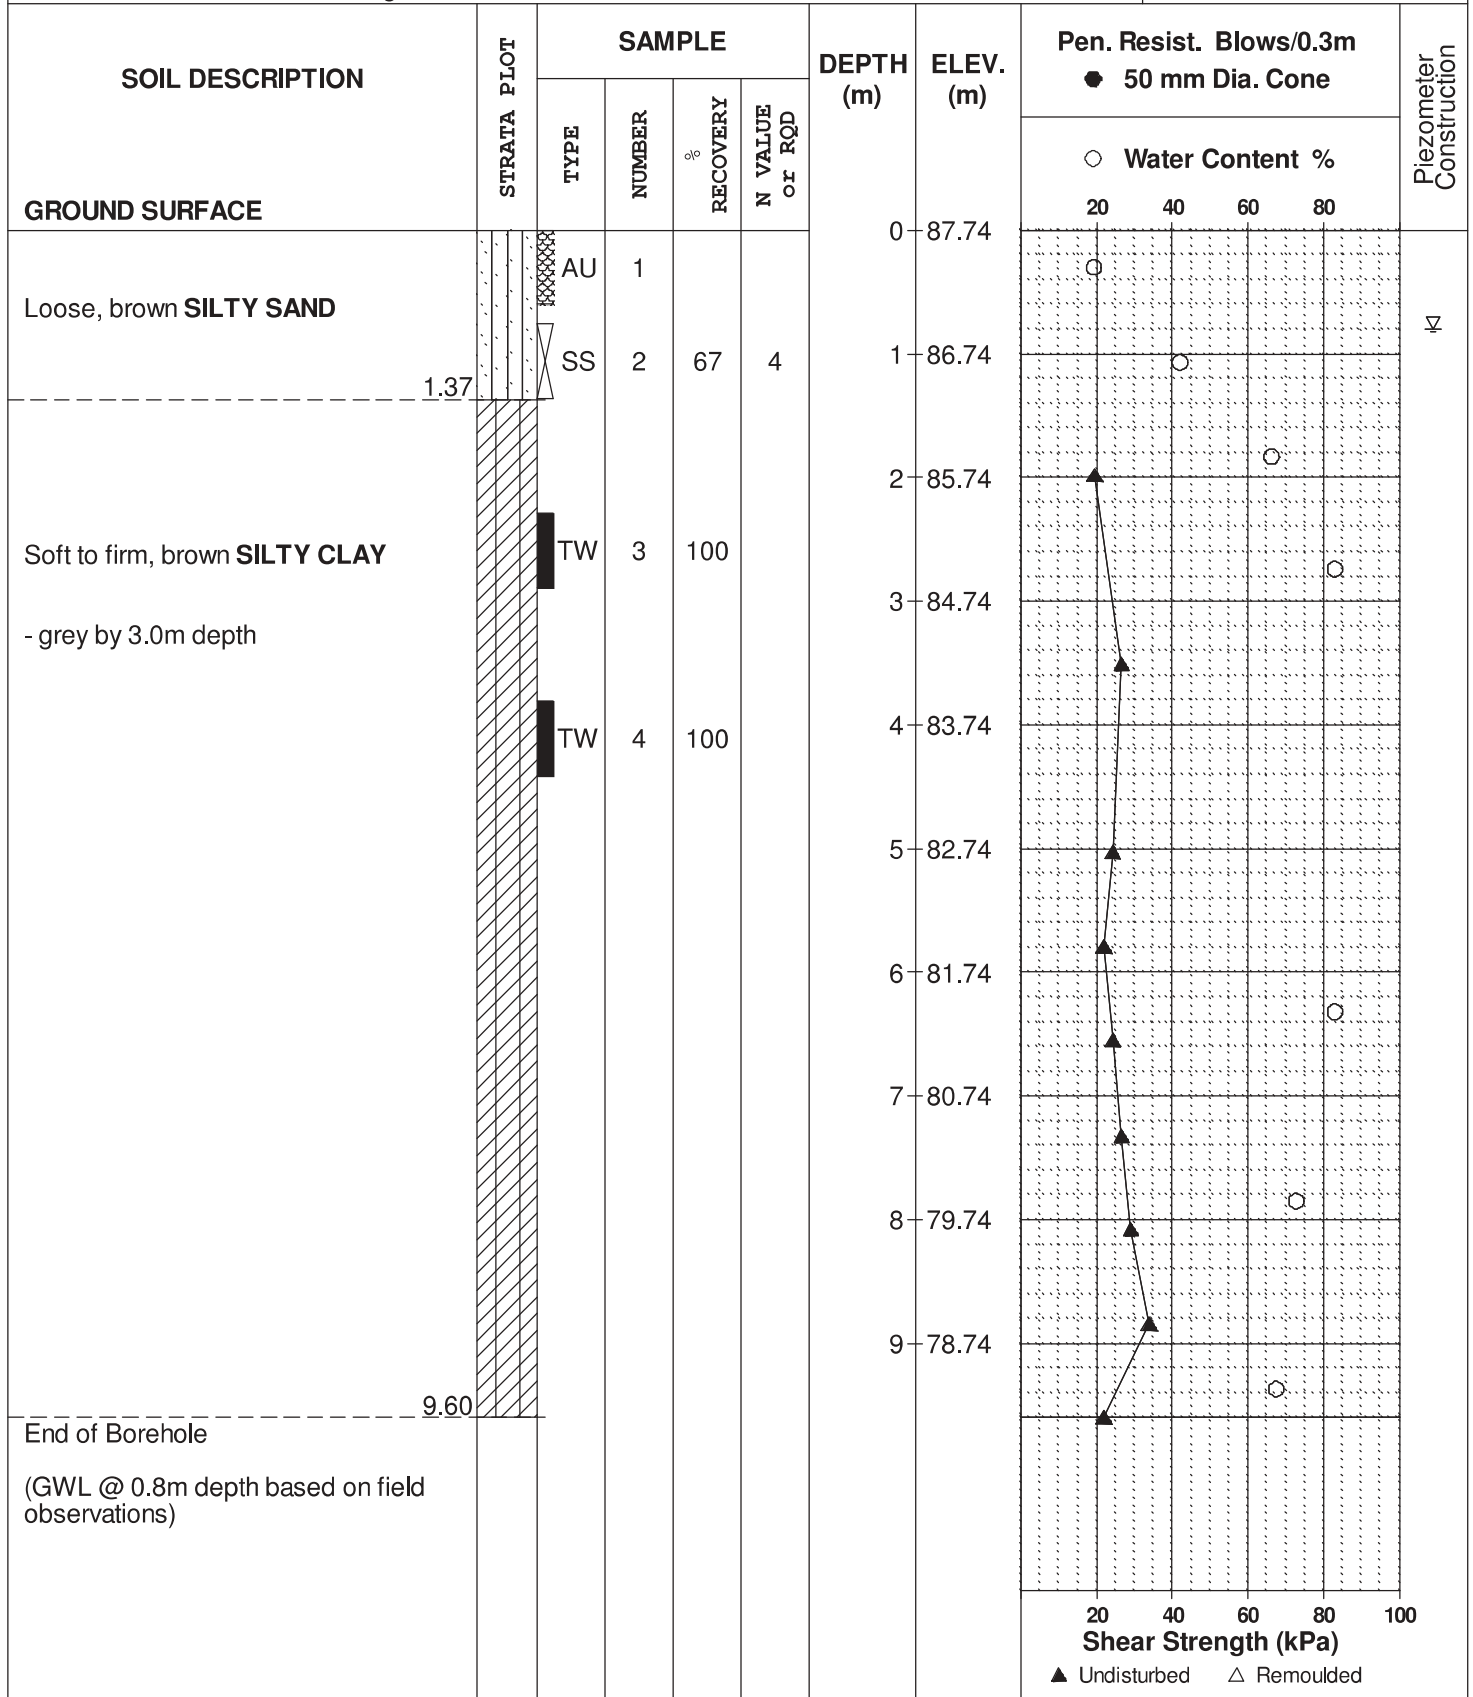 SOIL DESCRIPTION
GROUND SURFACE
STRATA PLOT
SAMPLE
TYPE
NUMBER
%
RECOVERY
N VALUE
or RQD
DEPTH
(m)
ELEV.
(m)
Pen. Resist. Blows/0.3m
50 mm Dia. Cone
Water Content %
20 40 60 80
Piezometer
Construction
0 87.74
AU 1
Loose, brown SILTY SAND
1 86.74
SS 2 67 4
1.37
2 85.74
Soft to firm, brown SILTY CLAY
TW 3 100
3 84.74
- grey by 3.0m depth
4 83.74
TW 4 100
5 82.74
6 81.74
7 80.74
8 79.74
9 78.74
9.60
End of Borehole
(GWL @ 0.8m depth based on field
observations)
20 40 60 80 100
Shear Strength (kPa)
▲ Undisturbed △ Remoulded